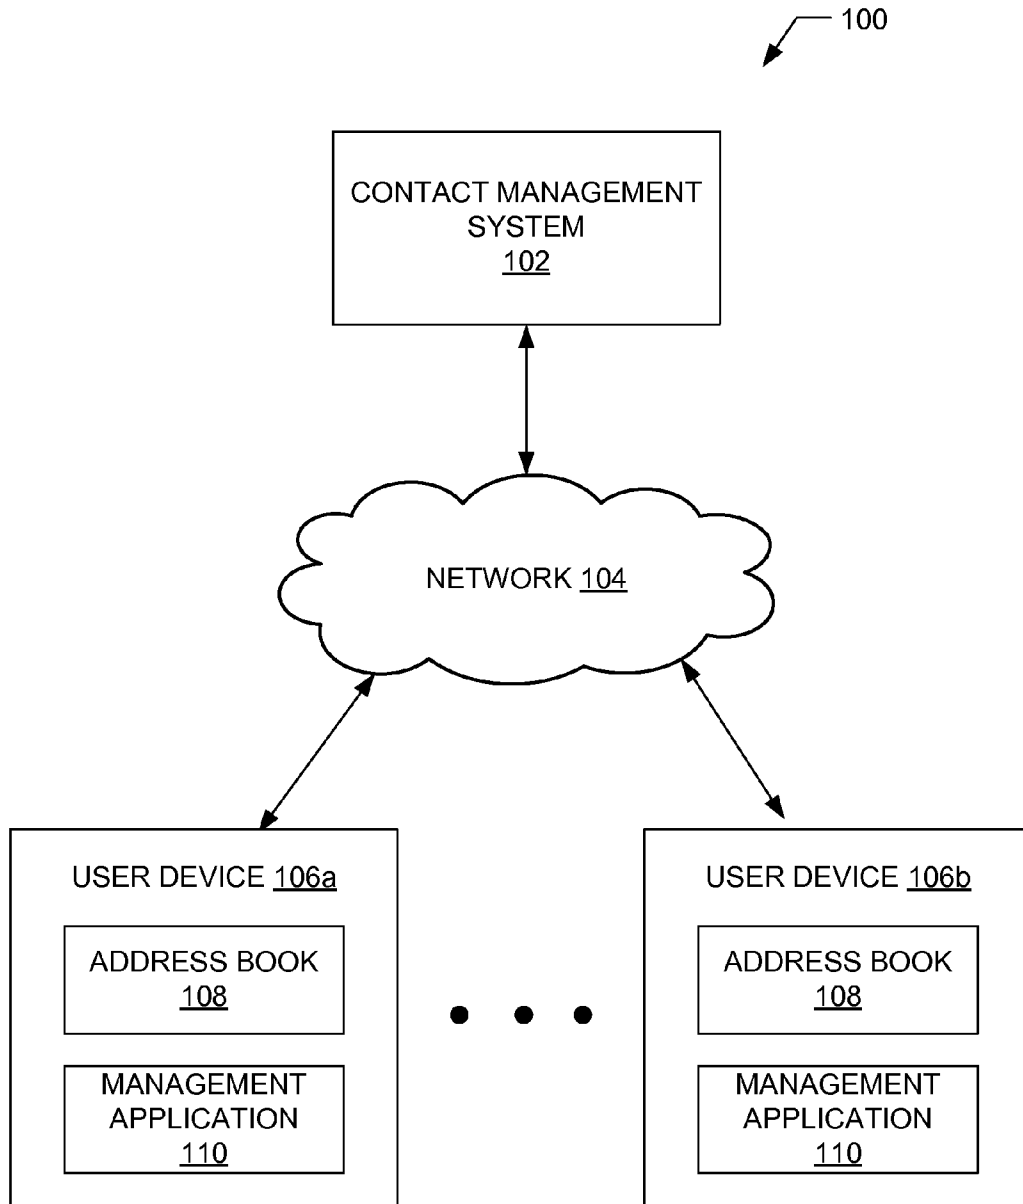 100
CONTACT MANAGEMENT
SYSTEM
102
NETWORK 104
USER DEVICE 106a
ADDRESS BOOK
108
MANAGEMENT
APPLICATION
110
USER DEVICE 106b
ADDRESS BOOK
108
MANAGEMENT
APPLICATION
110